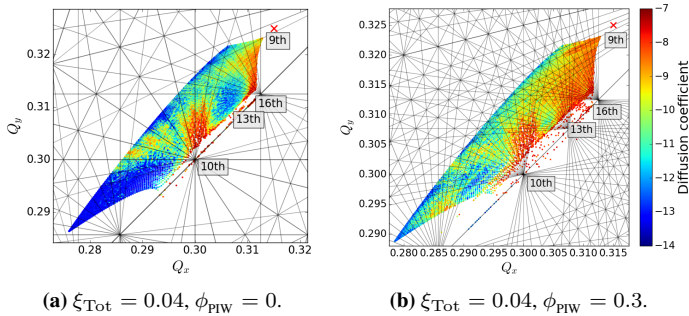 0.32
0.31
0.30
0.29
Q_y
0.28 0.29 0.30 0.31 0.32
Q_x
9th
16th
13th
10th
0.325
0.320
0.315
0.310
0.305
0.300
0.295
0.290
Q_y
0.280 0.285 0.290 0.295 0.300 0.305 0.310 0.315
Q_x
9th
16th
13th
10th
−7
−8
−9
−10
−11
−12
−13
−14
Diffusion coefficient
(a) ξ_Tot = 0.04, ϕ_PIW = 0.
(b) ξ_Tot = 0.04, ϕ_PIW = 0.3.